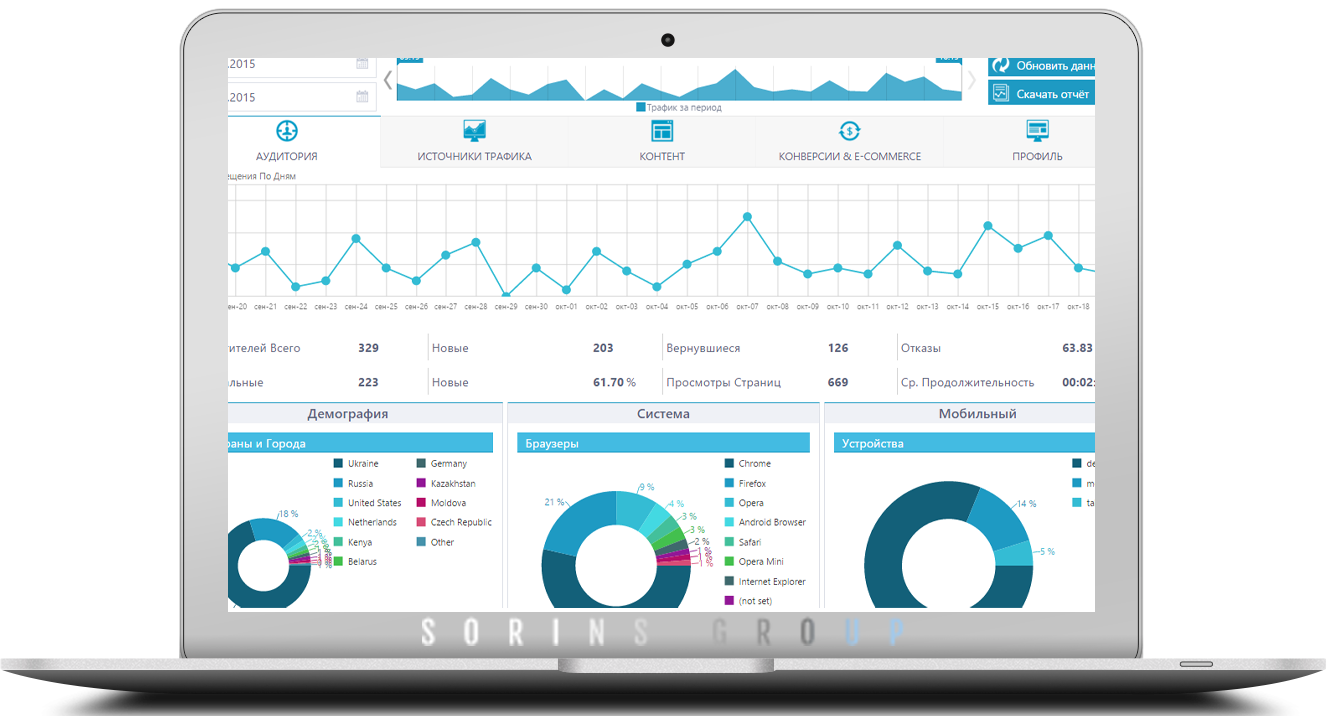 .2015
Обновить данн
.2015
Скачать отчёт
Трафик за период
АУДИТОРИЯ
ИСТОЧНИКИ ТРАФИКА
КОНТЕНТ
КОНВЕРСИИ & E-COMMERCE
ПРОФИЛЬ
ещения По Дням
ен-20 сен-21 сен-22 сен-23 сен-24 сен-25 сен-26 сен-27 сен-28 сен-29 сен-30 окт-01 окт-02 окт-03 окт-04 окт-05 окт-06 окт-07 окт-08 окт-09 окт-10 окт-11 окт-12 окт-13 окт-14 окт-15 окт-16 окт-17 окт-18
ителей Всего 329 Новые 203 Вернувшиеся 126 Отказы 63.83
льные 223 Новые 61.70 % Просмотры Страниц 669 Ср. Продолжительность 00:02:
Демография
раны и Города
Ukraine
Russia
United States
Netherlands
Kenya
Belarus
Germany
Kazakhstan
Moldova
Czech Republic
Other
18 %
Система
Браузеры
Chrome
Firefox
Opera
Android Browser
Safari
Opera Mini
Internet Explorer
(not set)
21 %
9 %
4 %
3 %
3 %
2 %
1 %
1 %
1 %
Мобильный
Устройства
de
m
ta
14 %
5 %
SORINS GROUP